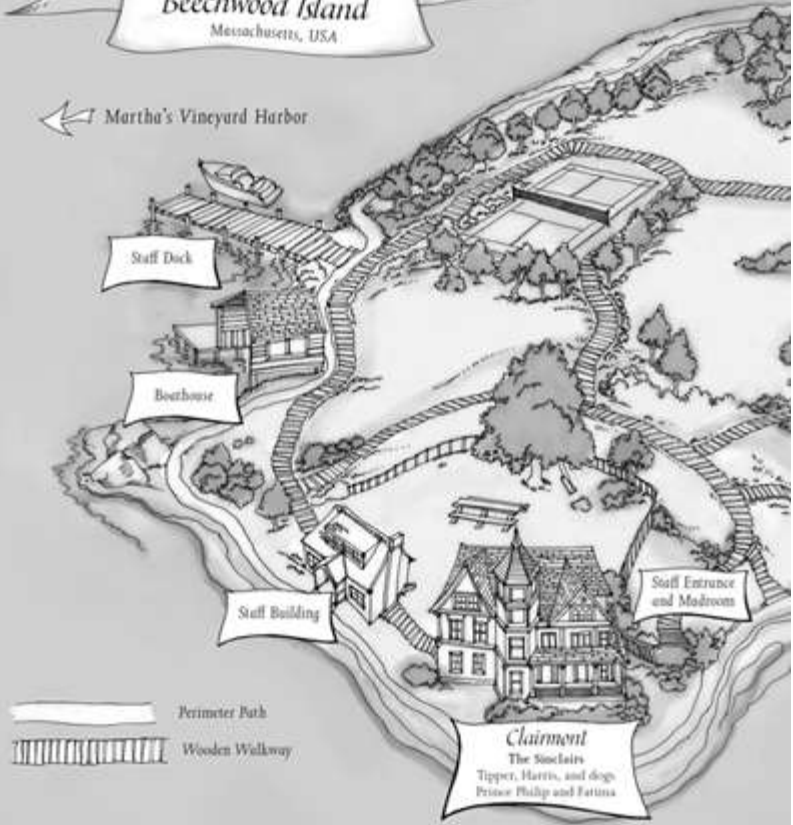 Beechwood Island
Massachusetts, USA
Martha's Vineyard Harbor
Staff Dock
Boathouse
Staff Building
Staff Entrance
and Mudroom
Perimeter Path
Wooden Walkway
Clairmont
The Sinclairs
Tipper, Harris, and dogs
Prince Philip and Fatima